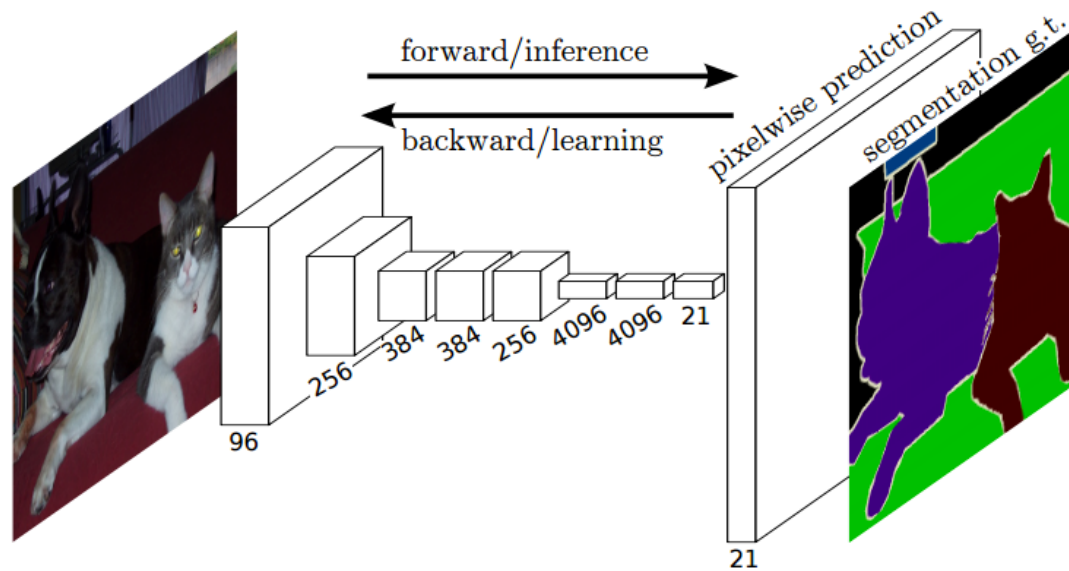 forward/inference
backward/learning
pixelwise prediction
segmentation g.t.
96
256
384
384
256
4096
4096
21
21